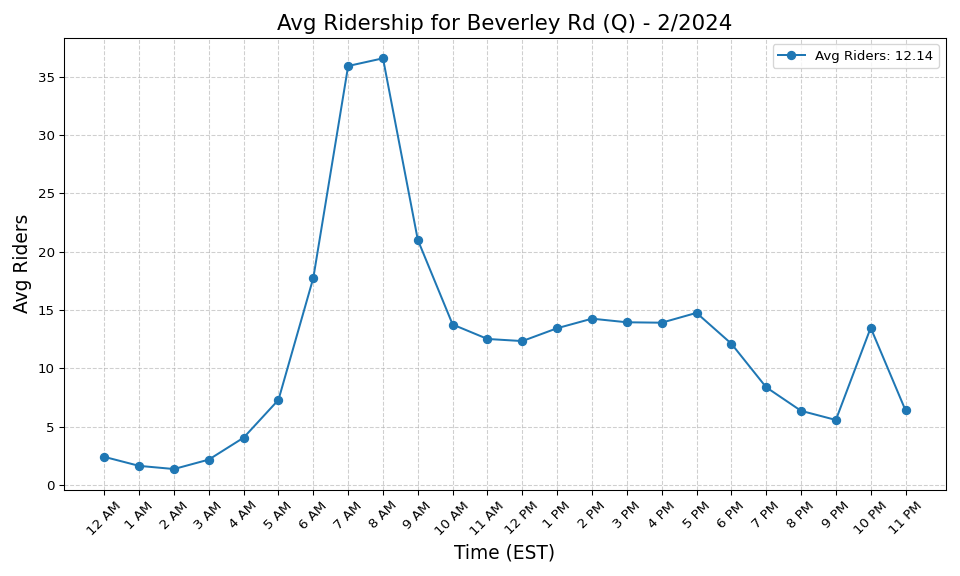 Avg Ridership for Beverley Rd (Q) - 2/2024
Avg Riders: 12.14
Avg Riders
35
30
25
20
15
10
5
0
12 AM
1 AM
2 AM
3 AM
4 AM
5 AM
6 AM
7 AM
8 AM
9 AM
10 AM
11 AM
12 PM
1 PM
2 PM
3 PM
4 PM
5 PM
6 PM
7 PM
8 PM
9 PM
10 PM
11 PM
Time (EST)